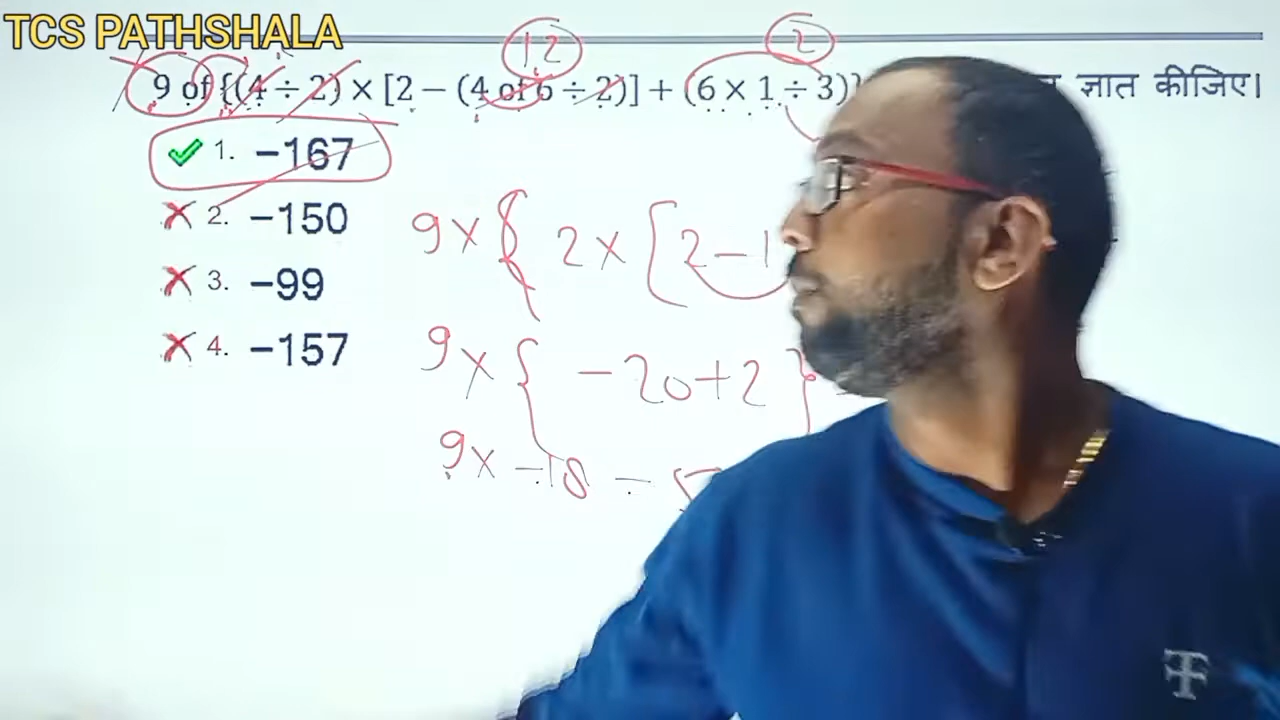 TCS PATHSHALA
12 2
9 of {(4 ÷ 2) × [2 − (4 of 6 ÷ 2)] + (6 × 1 ÷ 3)} ज्ञात कीजिए।
1. −167
2. −150
3. −99
4. −157
9 × { 2 × [2 − 1
9 × { −20 + 2 }
9 × −18 − 5